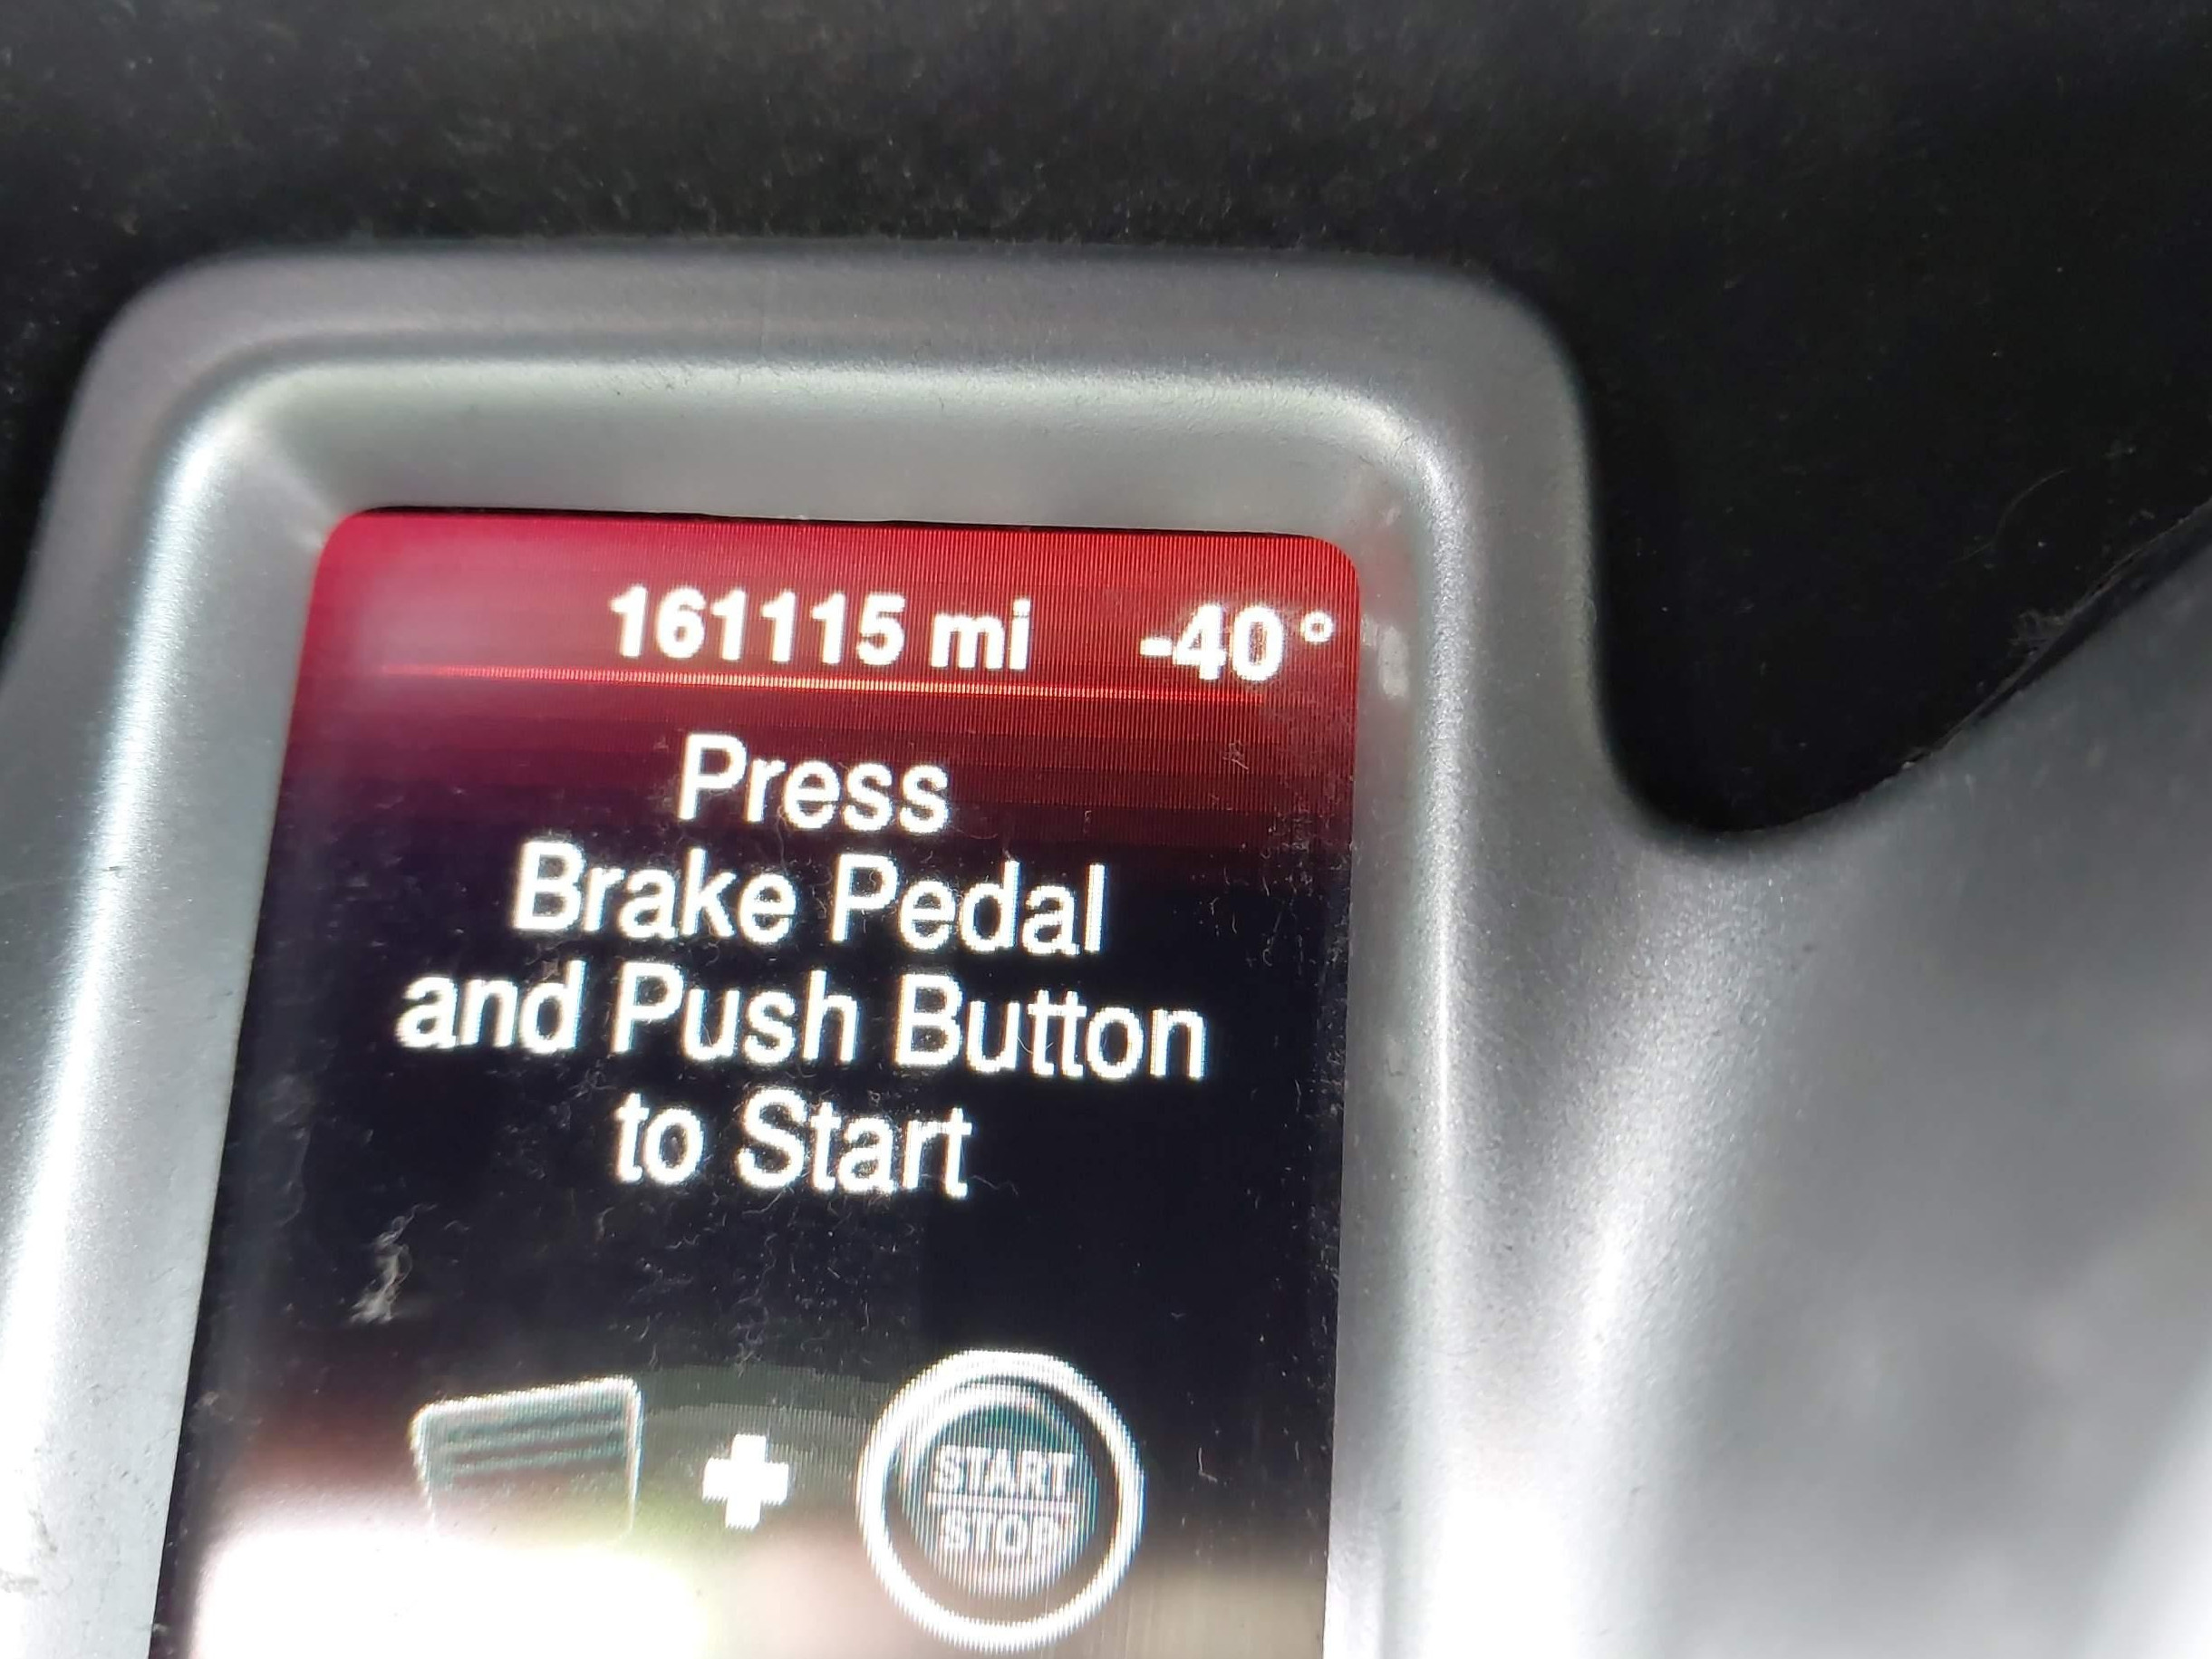 161115 mi -40°
Press
Brake Pedal
and Push Button
to Start
START
STOP